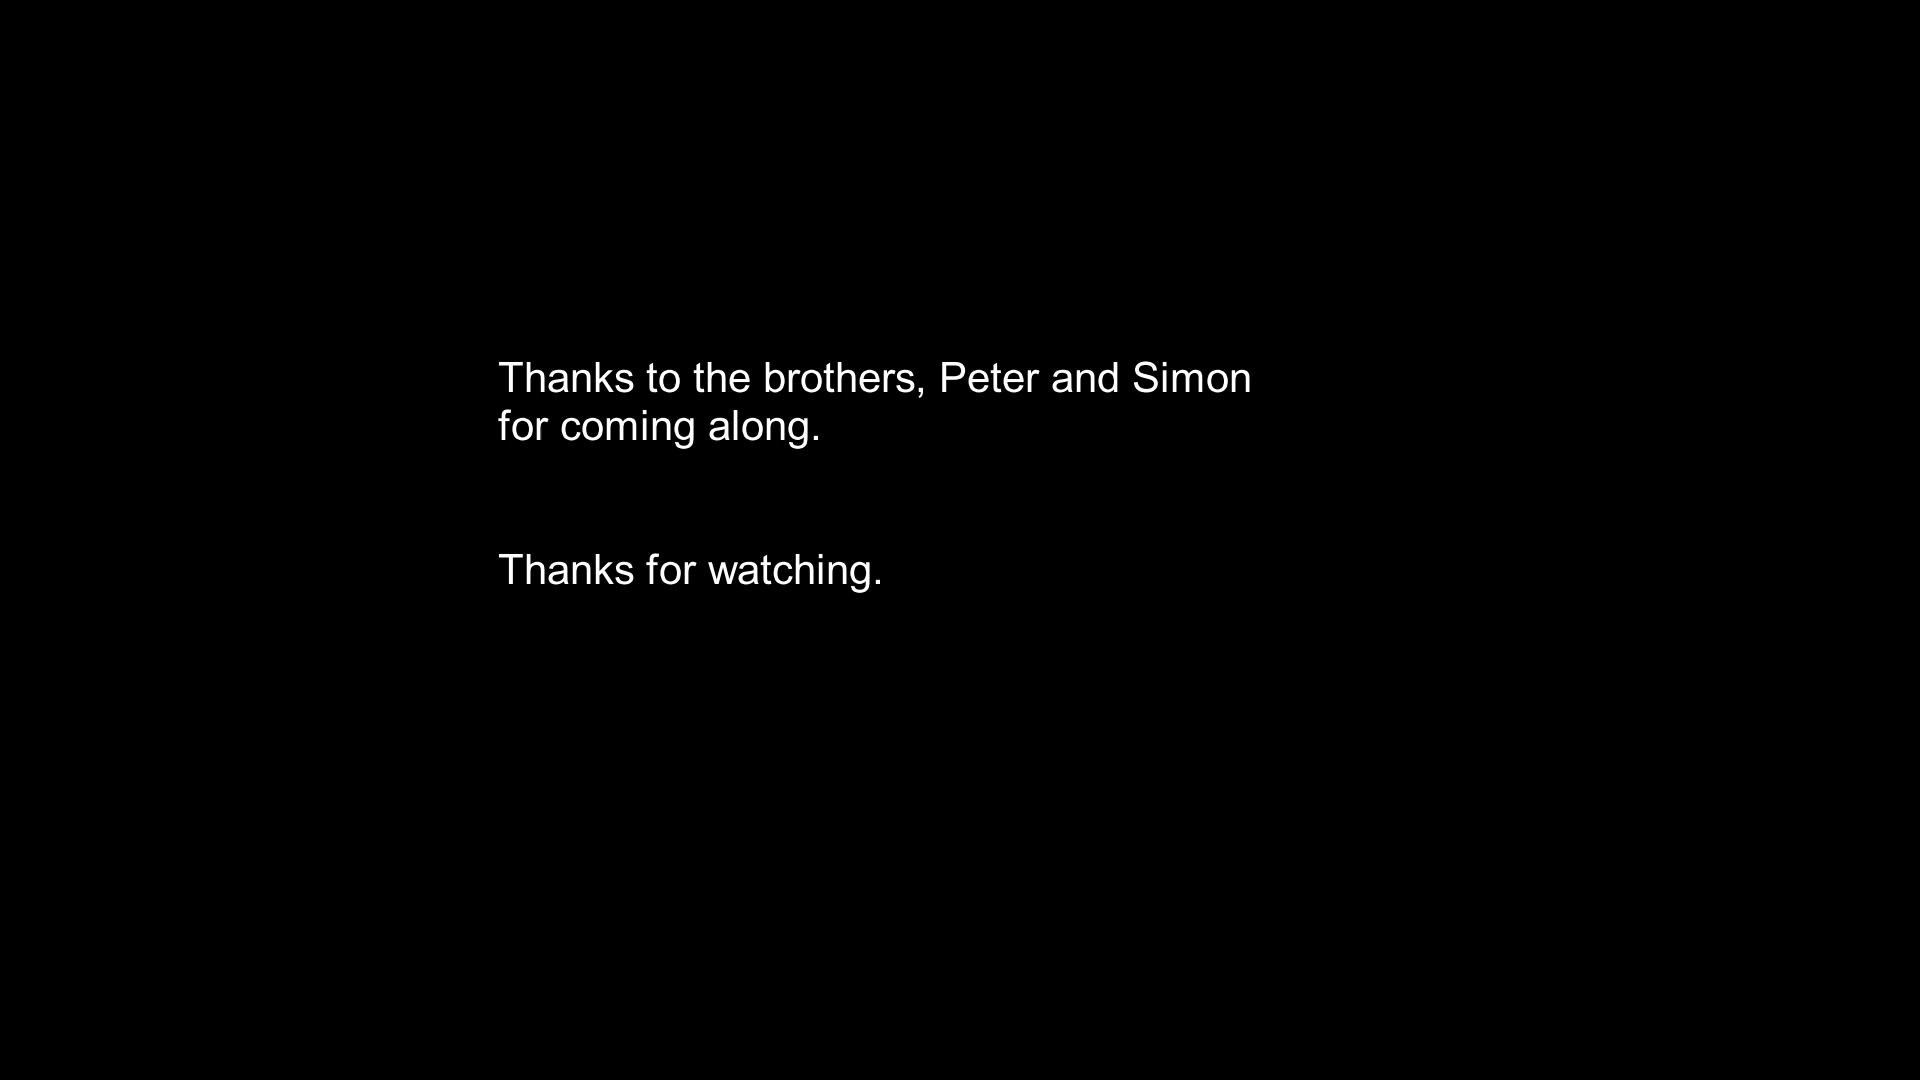 Thanks to the brothers, Peter and Simon
for coming along.
Thanks for watching.